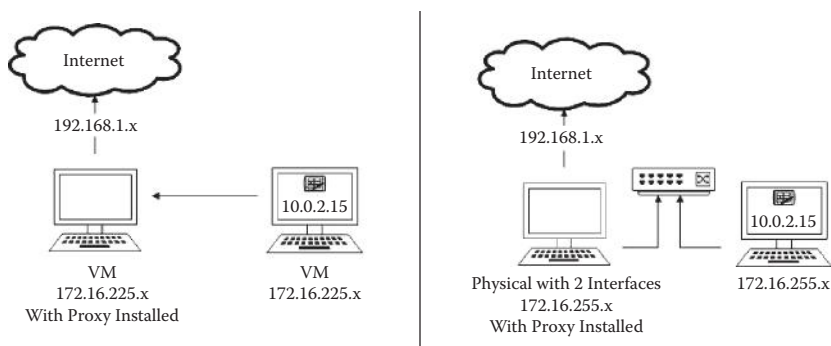 Internet
192.168.1.x
10.0.2.15
VM
172.16.225.x
With Proxy Installed
VM
172.16.225.x
Internet
192.168.1.x
10.0.2.15
Physical with 2 Interfaces
172.16.255.x
With Proxy Installed
172.16.255.x